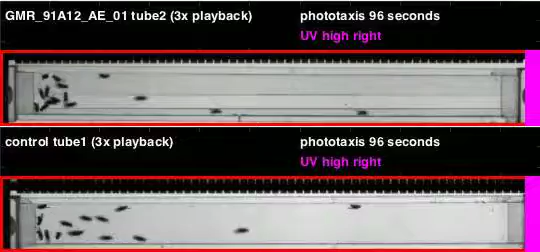 GMR_91A12_AE_01 tube2 (3x playback)
phototaxis 96 seconds
UV high right
control tube1 (3x playback)
phototaxis 96 seconds
UV high right